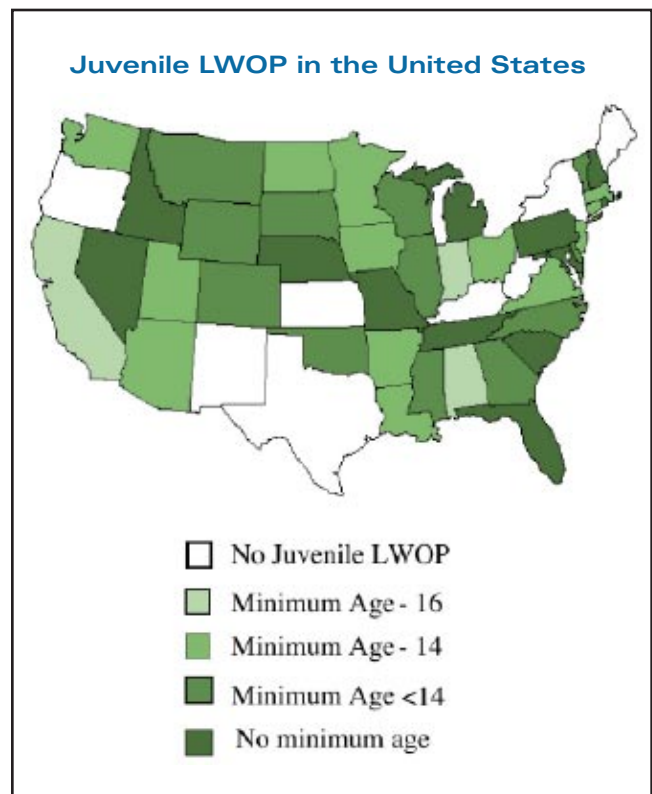 Juvenile LWOP in the United States
No Juvenile LWOP
Minimum Age - 16
Minimum Age - 14
Minimum Age <14
No minimum age